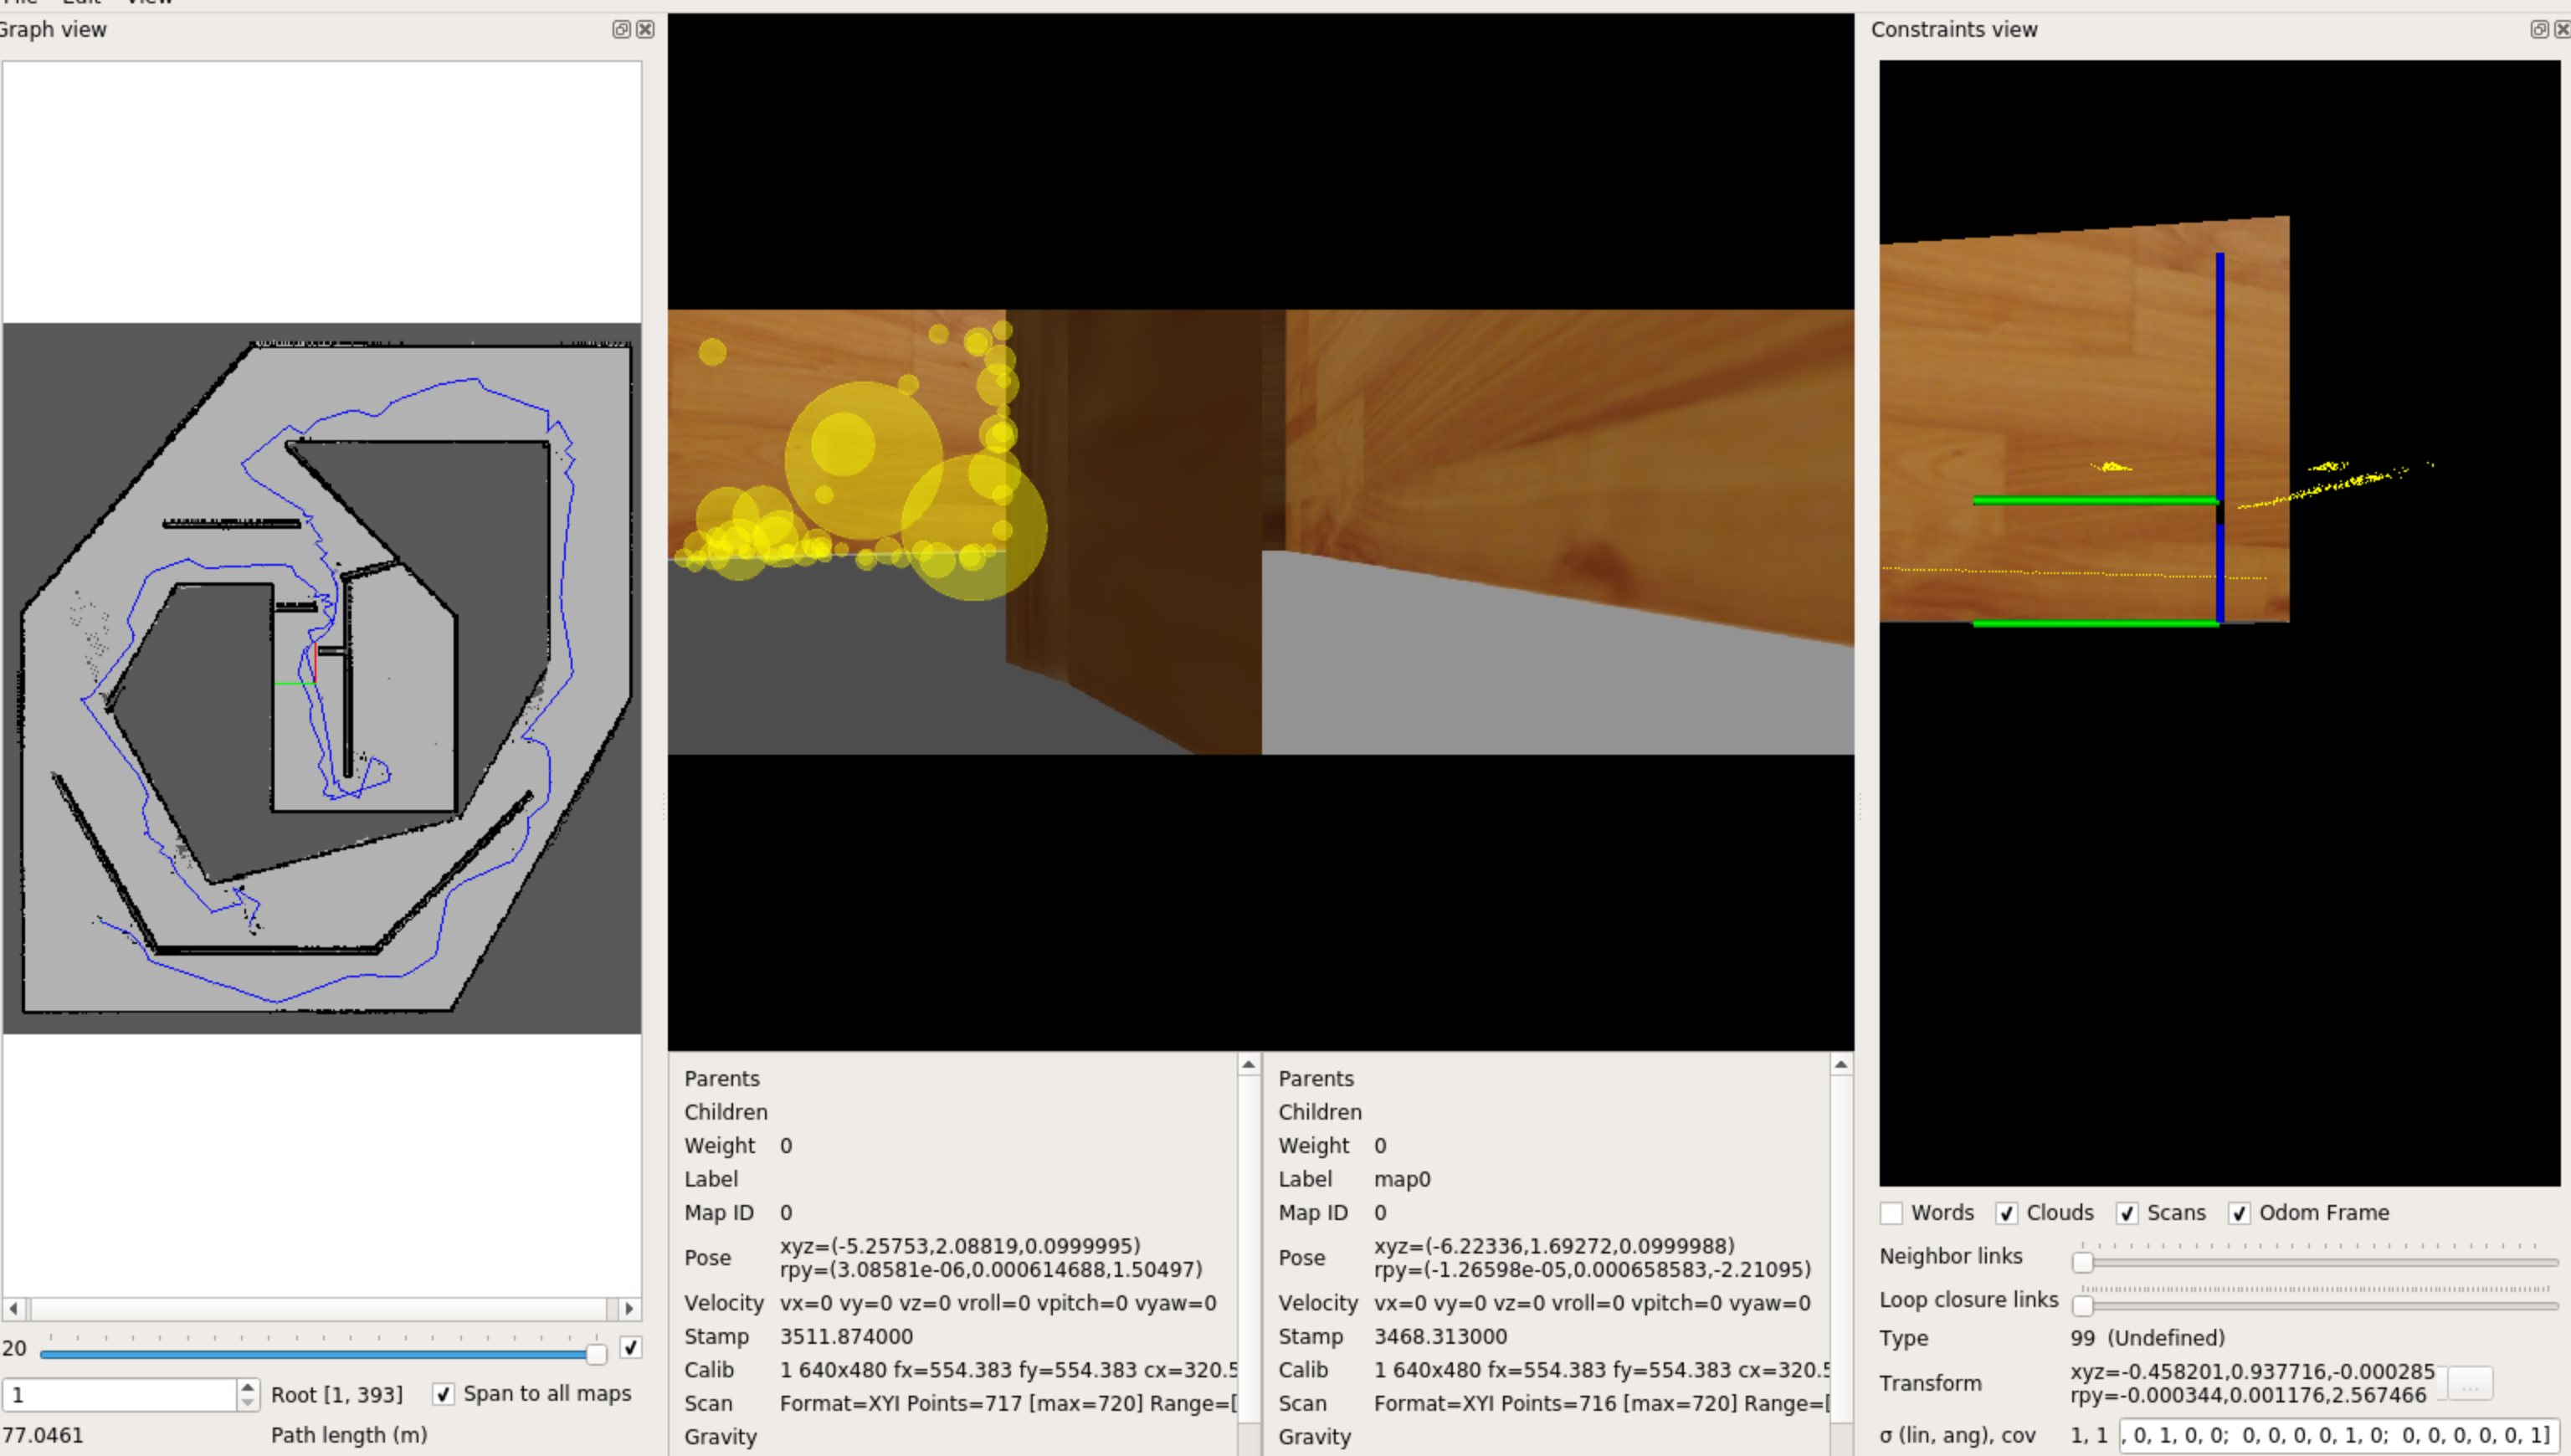 File Edit View
Graph view
20
1
Root [1, 393]
Span to all maps
77.0461
Path length (m)
Parents
Children
Weight 0
Label
Map ID 0
Pose xyz=(-5.25753,2.08819,0.0999995)
rpy=(3.08581e-06,0.000614688,1.50497)
Velocity vx=0 vy=0 vz=0 vroll=0 vpitch=0 vyaw=0
Stamp 3511.874000
Calib 1 640x480 fx=554.383 fy=554.383 cx=320.5
Scan Format=XYI Points=717 [max=720] Range=[
Gravity
Parents
Children
Weight 0
Label map0
Map ID 0
Pose xyz=(-6.22336,1.69272,0.0999988)
rpy=(-1.26598e-05,0.000658583,-2.21095)
Velocity vx=0 vy=0 vz=0 vroll=0 vpitch=0 vyaw=0
Stamp 3468.313000
Calib 1 640x480 fx=554.383 fy=554.383 cx=320.5
Scan Format=XYI Points=716 [max=720] Range=[
Gravity
Constraints view
Words Clouds Scans Odom Frame
Neighbor links
Loop closure links
Type 99 (Undefined)
Transform xyz=-0.458201,0.937716,-0.000285
rpy=-0.000344,0.001176,2.567466
...
σ (lin, ang), cov 1, 1 , 0, 1, 0, 0; 0, 0, 0, 0, 1, 0; 0, 0, 0, 0, 0, 1]